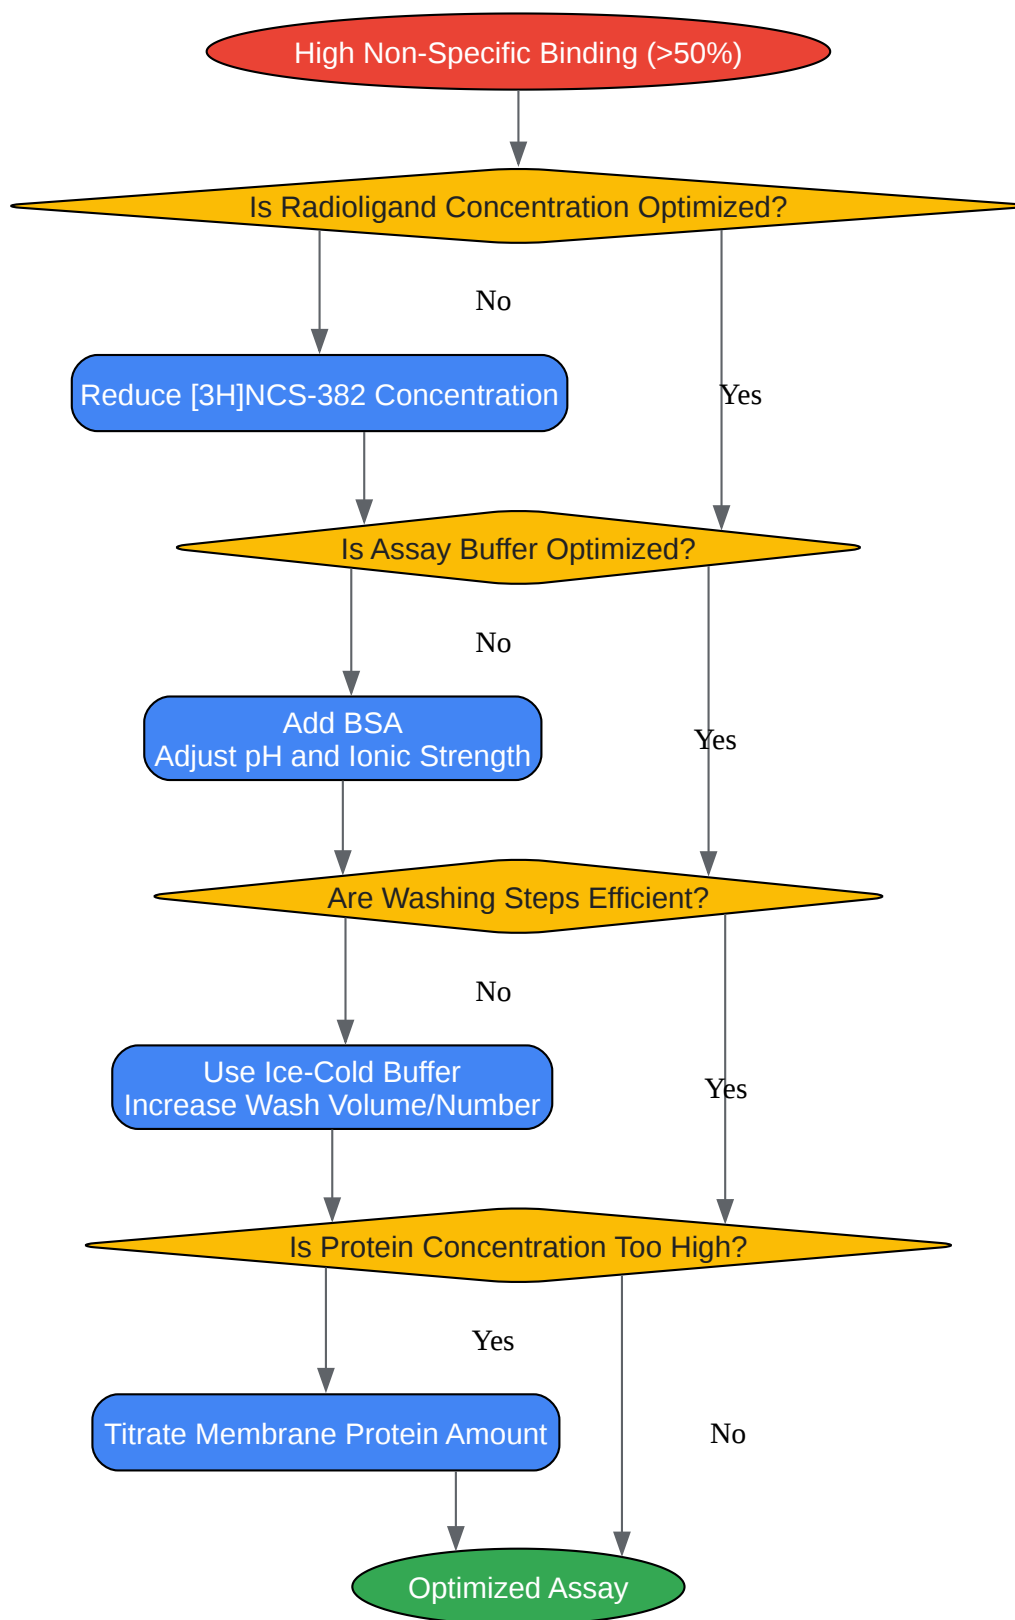 High Non-Specific Binding (>50%)
Is Radioligand Concentration Optimized?
No
Reduce [3H]NCS-382 Concentration
Yes
Is Assay Buffer Optimized?
No
Add BSA
Adjust pH and Ionic Strength
Yes
Are Washing Steps Efficient?
No
Use Ice-Cold Buffer
Increase Wash Volume/Number
Yes
Is Protein Concentration Too High?
Yes
Titrate Membrane Protein Amount
No
Optimized Assay